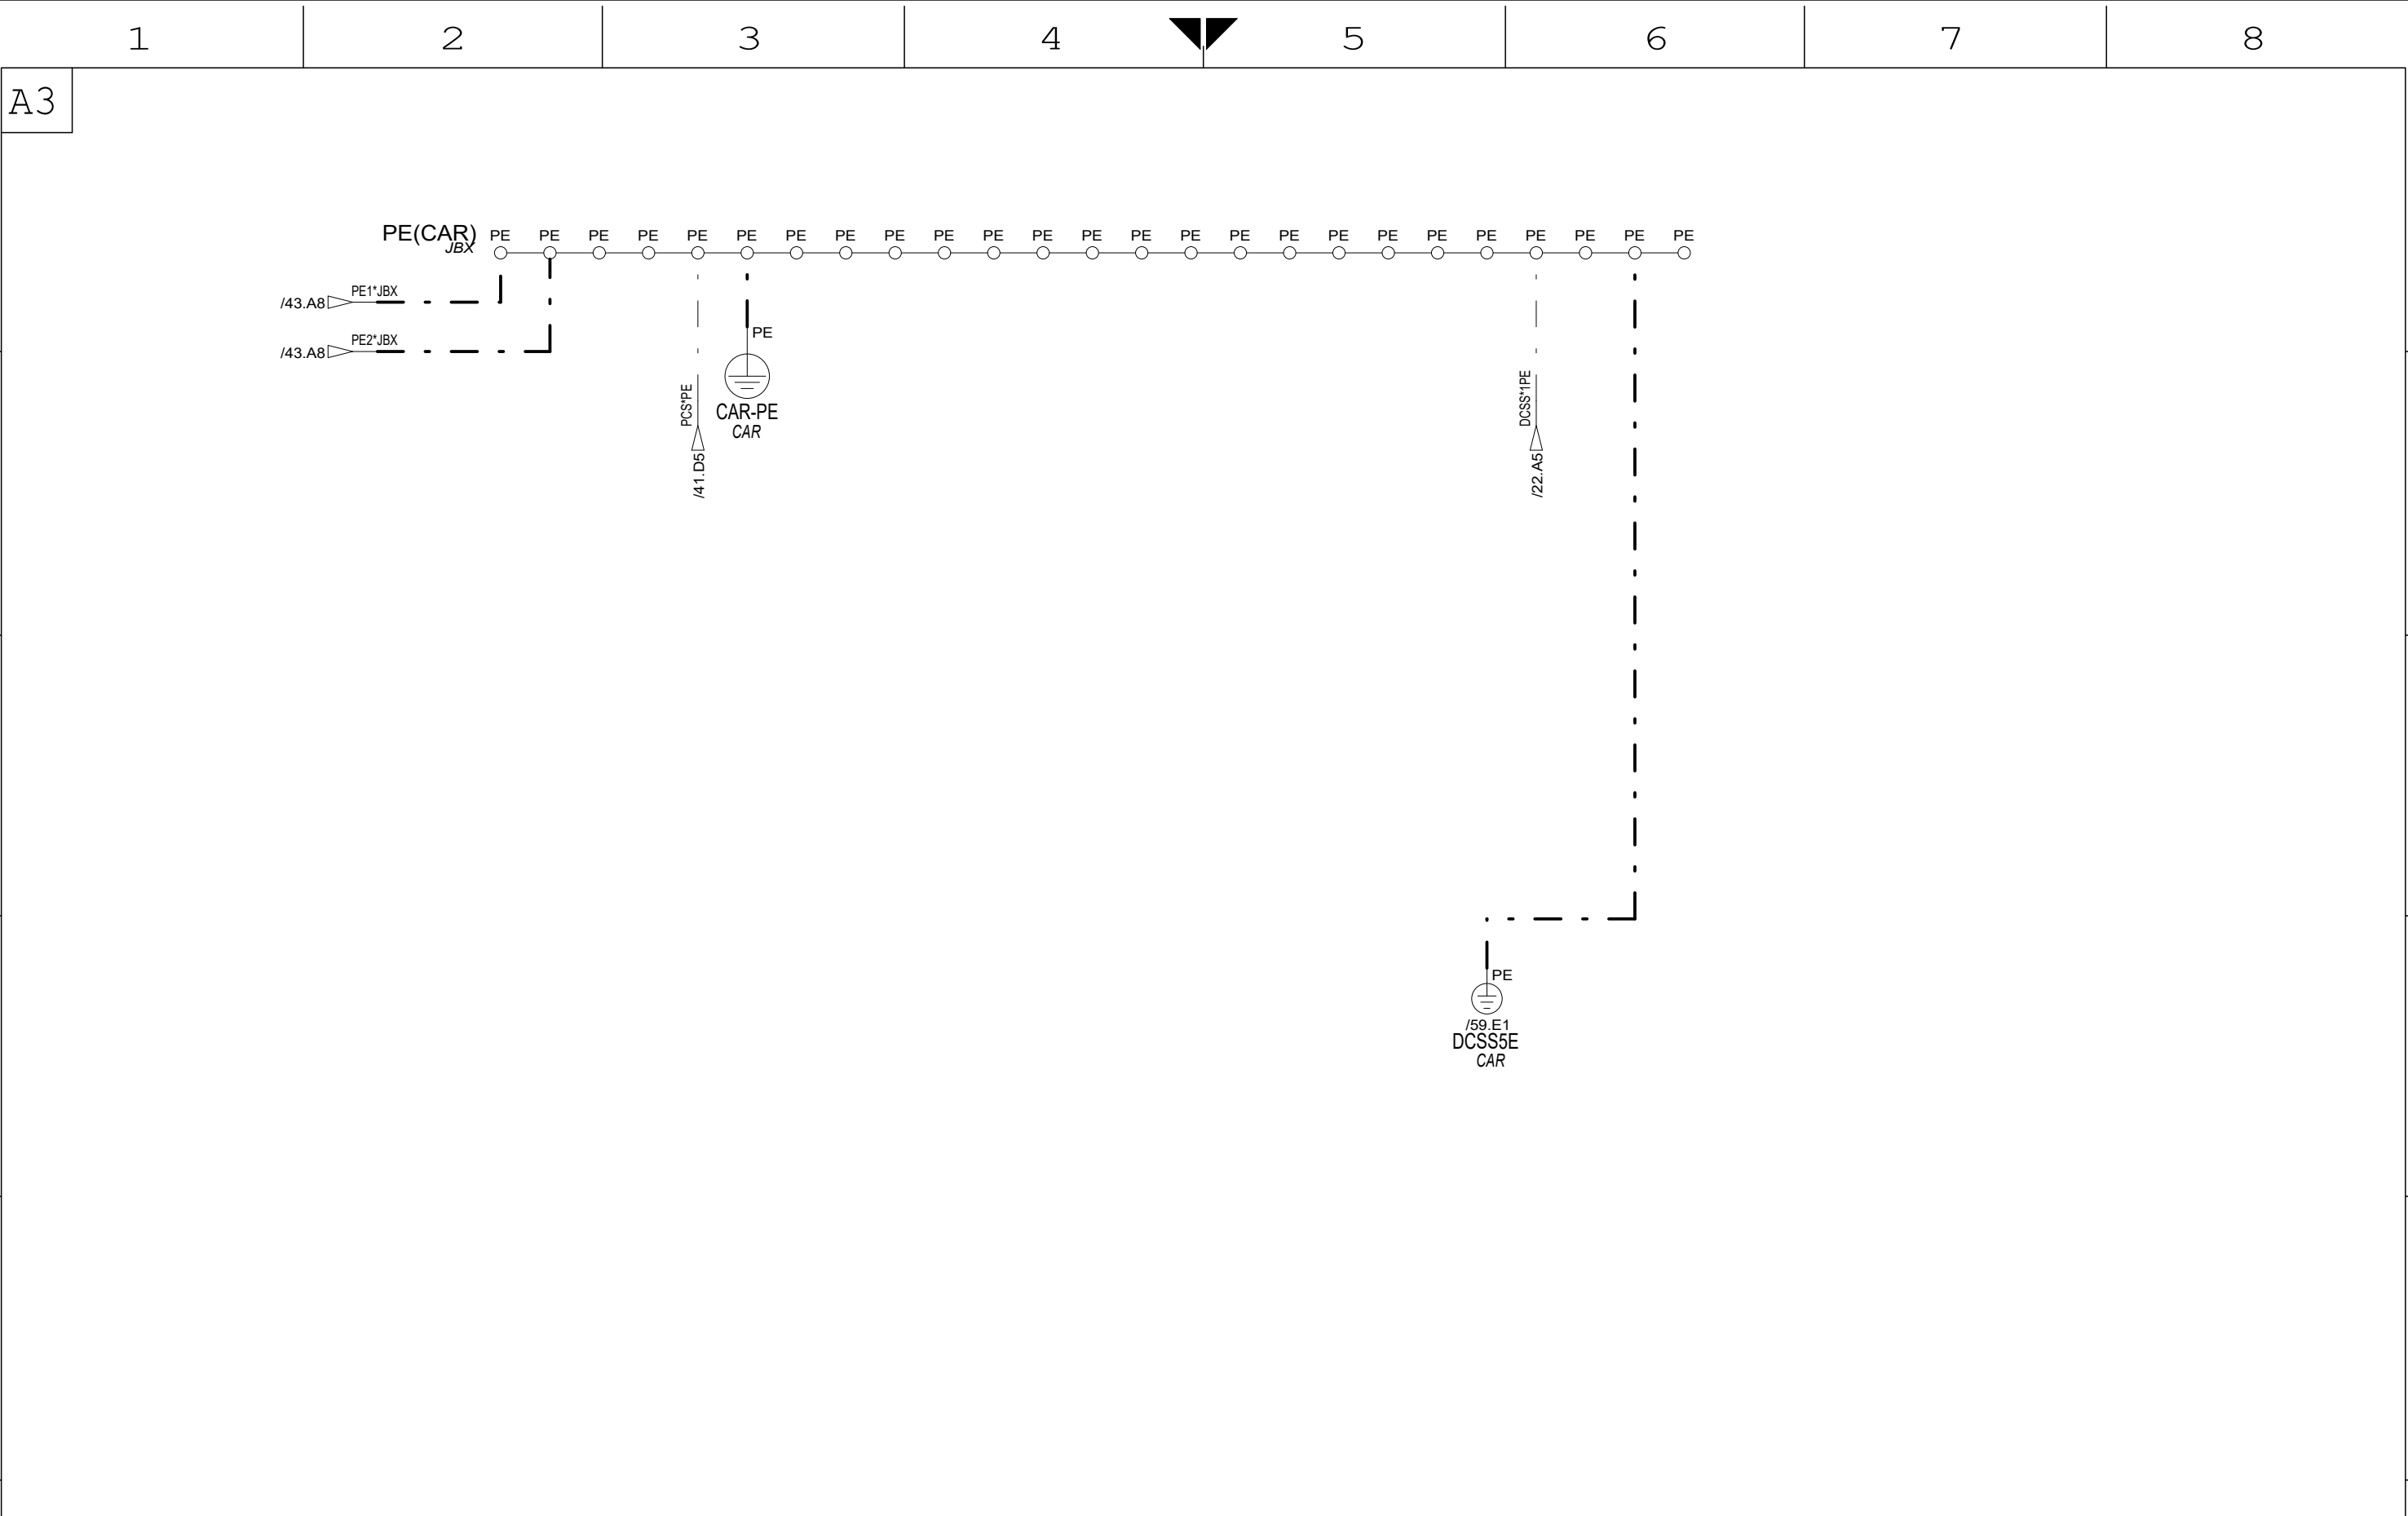 1 2 3 4 5 6 7 8
A3
PE(CAR) PE PE PE PE PE PE PE PE PE PE PE PE PE PE PE PE PE PE PE PE PE PE PE PE PE
JBX
/43.A8 PE1*JBX
/43.A8 PE2*JBX
PE
CAR-PE
CAR
PCS*PE
/41.D5
DCSS*1PE
/22.A5
PE
/59.E1
DCSS5E
CAR